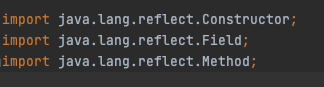 import java.lang.reflect.Constructor;
import java.lang.reflect.Field;
import java.lang.reflect.Method;